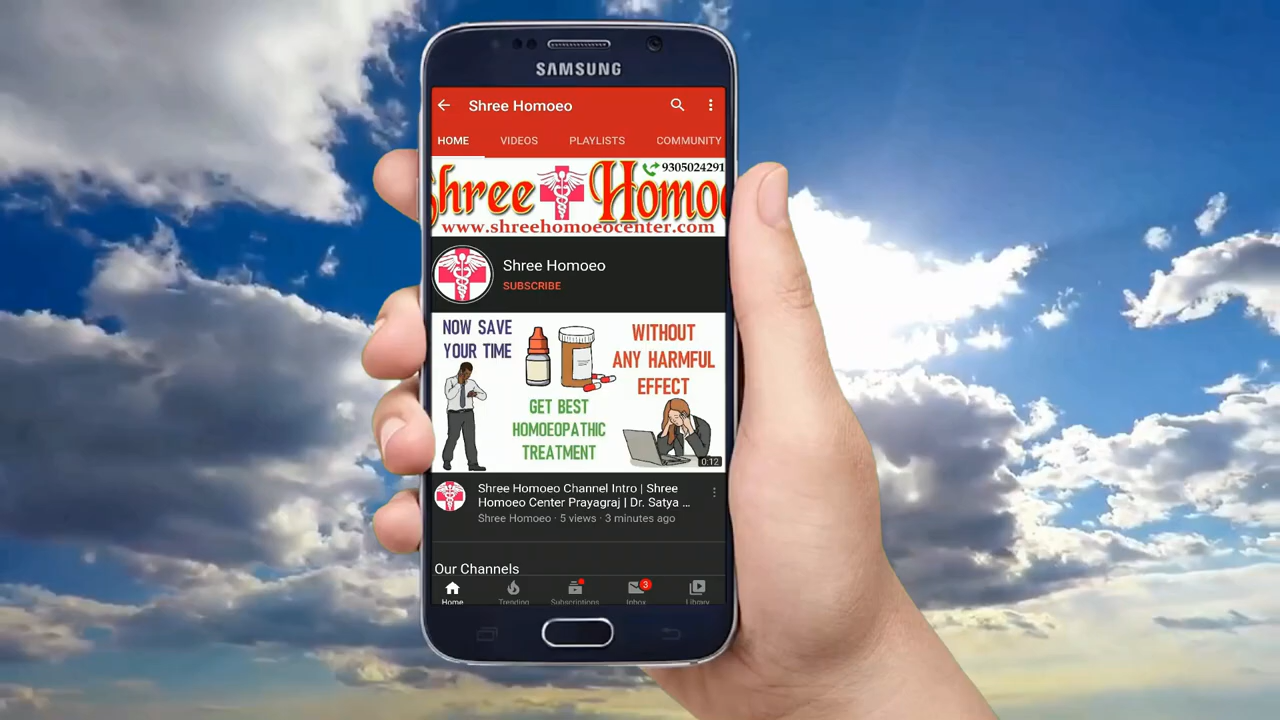 SAMSUNG
Shree Homoeo
HOME VIDEOS PLAYLISTS COMMUNITY
9305024291
Shree Homoe
www.shreehomoeocenter.com
Shree Homoeo
SUBSCRIBE
NOW SAVE
YOUR TIME
WITHOUT
ANY HARMFUL
EFFECT
GET BEST
HOMOEOPATHIC
TREATMENT
0:12
Shree Homoeo Channel Intro | Shree
Homoeo Center Prayagraj | Dr. Satya ...
Shree Homoeo · 5 views · 3 minutes ago
Our Channels
3
Home Trending Subscriptions Inbox Library